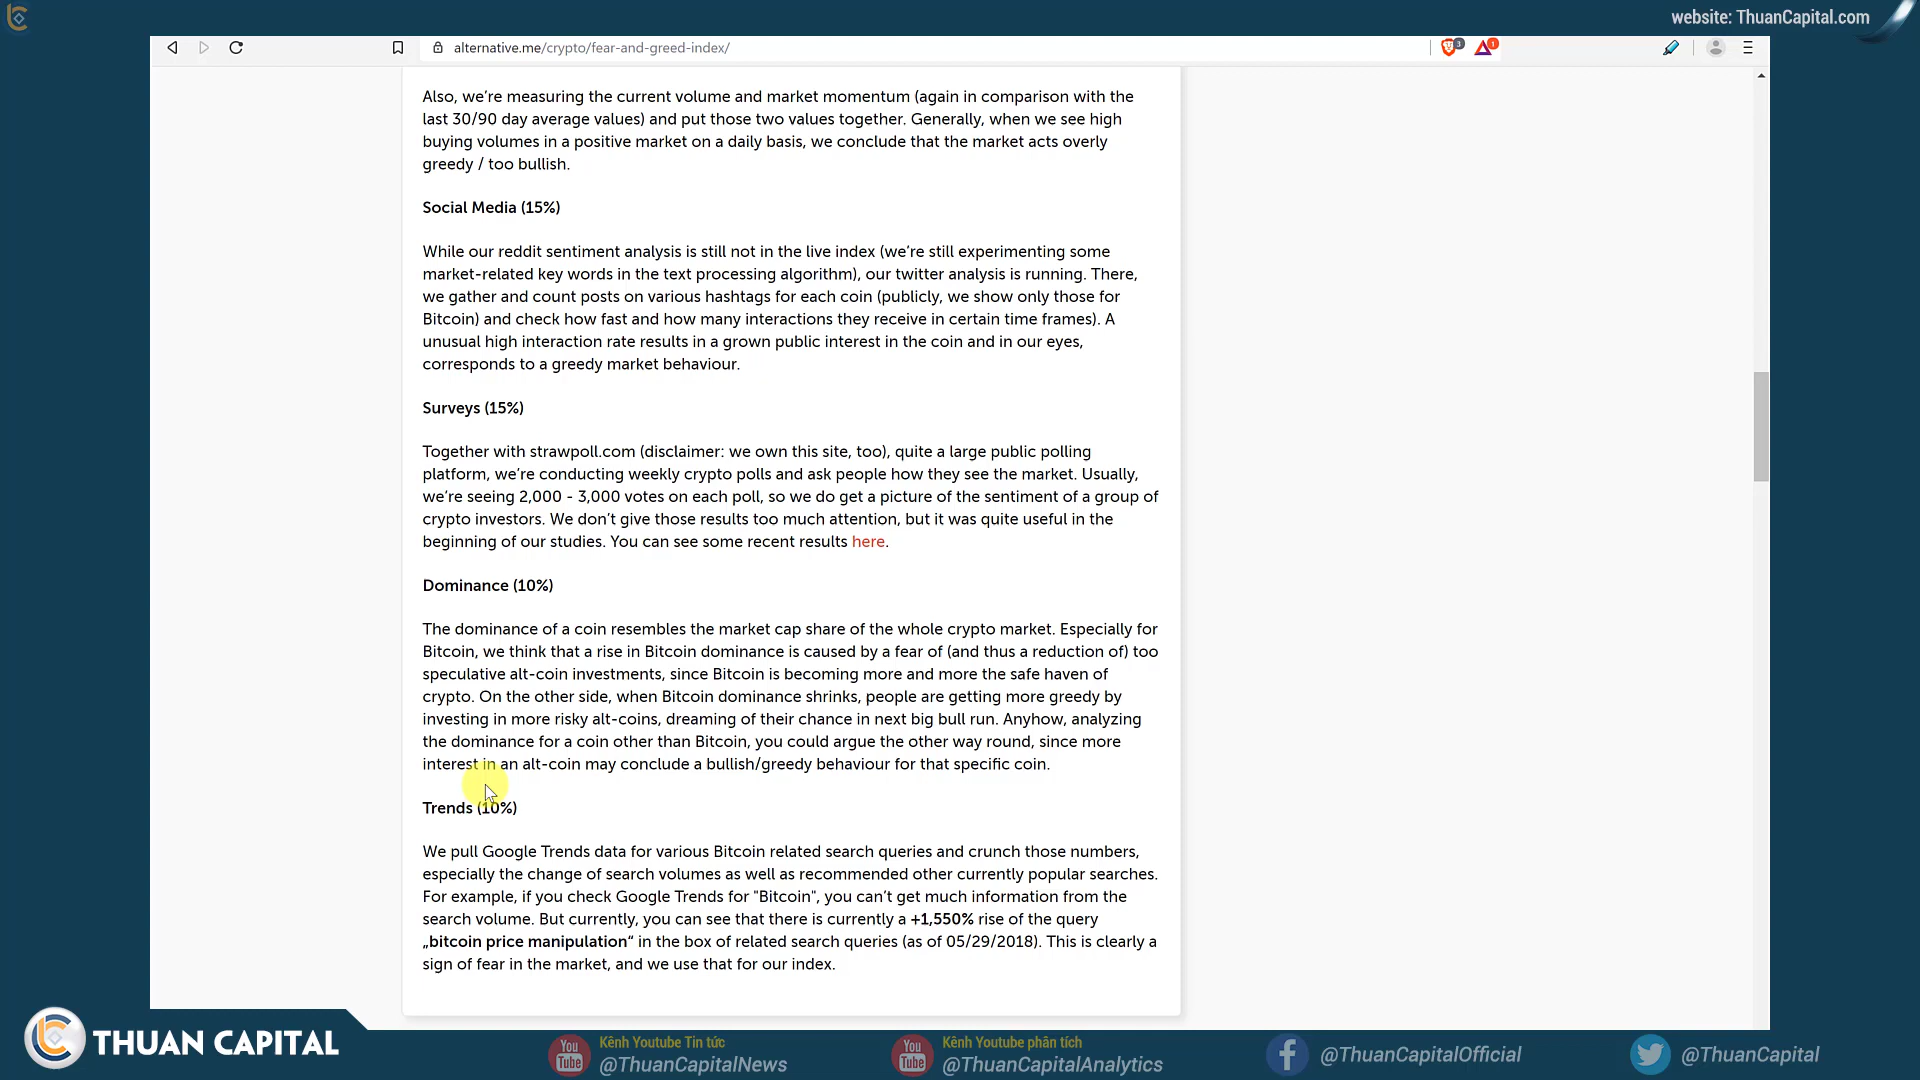 website: ThuanCapital.com
alternative.me/crypto/fear-and-greed-index/
3
1
Also, we’re measuring the current volume and market momentum (again in comparison with the
last 30/90 day average values) and put those two values together. Generally, when we see high
buying volumes in a positive market on a daily basis, we conclude that the market acts overly
greedy / too bullish.
Social Media (15%)
While our reddit sentiment analysis is still not in the live index (we’re still experimenting some
market-related key words in the text processing algorithm), our twitter analysis is running. There,
we gather and count posts on various hashtags for each coin (publicly, we show only those for
Bitcoin) and check how fast and how many interactions they receive in certain time frames). A
unusual high interaction rate results in a grown public interest in the coin and in our eyes,
corresponds to a greedy market behaviour.
Surveys (15%)
Together with strawpoll.com (disclaimer: we own this site, too), quite a large public polling
platform, we’re conducting weekly crypto polls and ask people how they see the market. Usually,
we’re seeing 2,000 - 3,000 votes on each poll, so we do get a picture of the sentiment of a group of
crypto investors. We don’t give those results too much attention, but it was quite useful in the
beginning of our studies. You can see some recent results here.
Dominance (10%)
The dominance of a coin resembles the market cap share of the whole crypto market. Especially for
Bitcoin, we think that a rise in Bitcoin dominance is caused by a fear of (and thus a reduction of) too
speculative alt-coin investments, since Bitcoin is becoming more and more the safe haven of
crypto. On the other side, when Bitcoin dominance shrinks, people are getting more greedy by
investing in more risky alt-coins, dreaming of their chance in next big bull run. Anyhow, analyzing
the dominance for a coin other than Bitcoin, you could argue the other way round, since more
interest in an alt-coin may conclude a bullish/greedy behaviour for that specific coin.
Trends (10%)
We pull Google Trends data for various Bitcoin related search queries and crunch those numbers,
especially the change of search volumes as well as recommended other currently popular searches.
For example, if you check Google Trends for "Bitcoin", you can’t get much information from the
search volume. But currently, you can see that there is currently a +1,550% rise of the query
„bitcoin price manipulation“ in the box of related search queries (as of 05/29/2018). This is clearly a
sign of fear in the market, and we use that for our index.
THUAN CAPITAL
You Tube
Kênh Youtube Tin tức
@ThuanCapitalNews
You Tube
Kênh Youtube phân tích
@ThuanCapitalAnalytics
@ThuanCapitalOfficial
@ThuanCapital